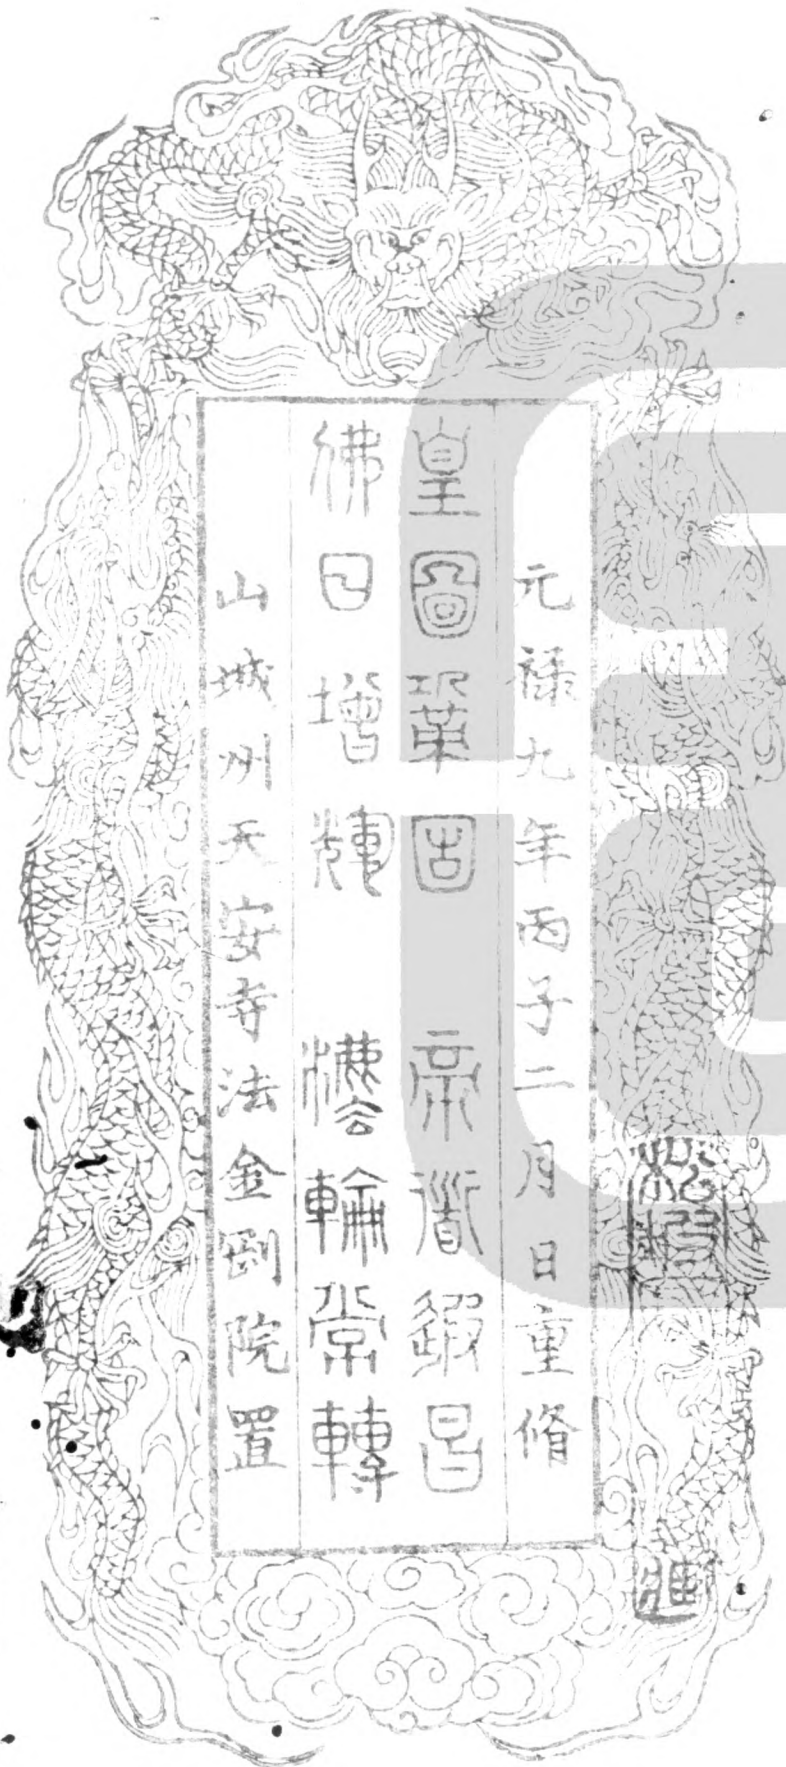 元禄九年丙子二月日重脩
皇圖鞏固 帝道遐昌
佛日增輝 法輪常轉
山城州天安寺法金剛院置